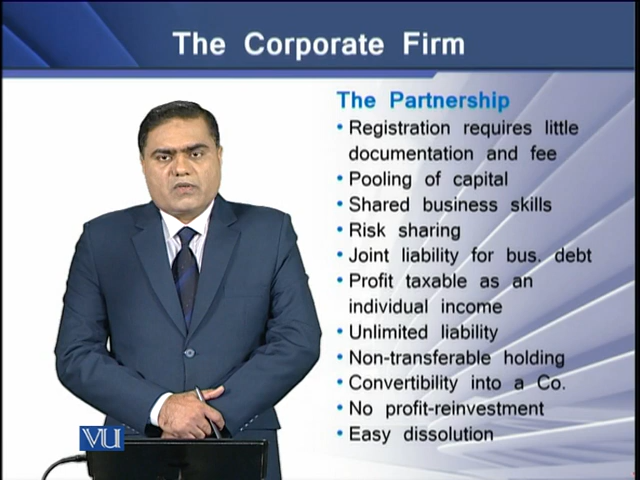 The Corporate Firm
The Partnership
• Registration requires little
documentation and fee
• Pooling of capital
• Shared business skills
• Risk sharing
• Joint liability for bus. debt
• Profit taxable as an
individual income
• Unlimited liability
• Non-transferable holding
• Convertibility into a Co.
• No profit-reinvestment
• Easy dissolution
VU